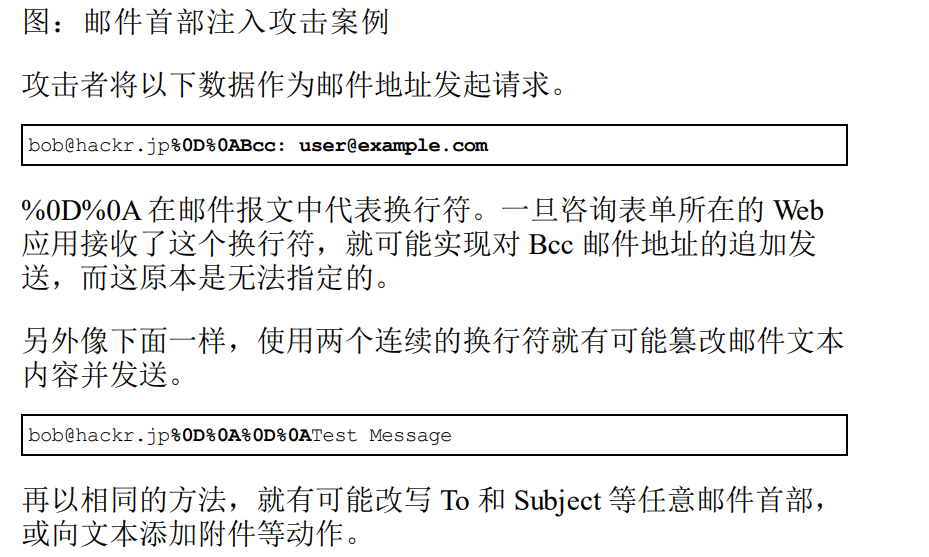 图：邮件首部注入攻击案例
攻击者将以下数据作为邮件地址发起请求。
bob@hackr.jp%0D%0ABcc: user@example.com
%0D%0A 在邮件报文中代表换行符。一旦咨询表单所在的 Web
应用接收了这个换行符，就可能实现对 Bcc 邮件地址的追加发
送，而这原本是无法指定的。
另外像下面一样，使用两个连续的换行符就有可能篡改邮件文本
内容并发送。
bob@hackr.jp%0D%0A%0D%0ATest Message
再以相同的方法，就有可能改写 To 和 Subject 等任意邮件首部，
或向文本添加附件等动作。